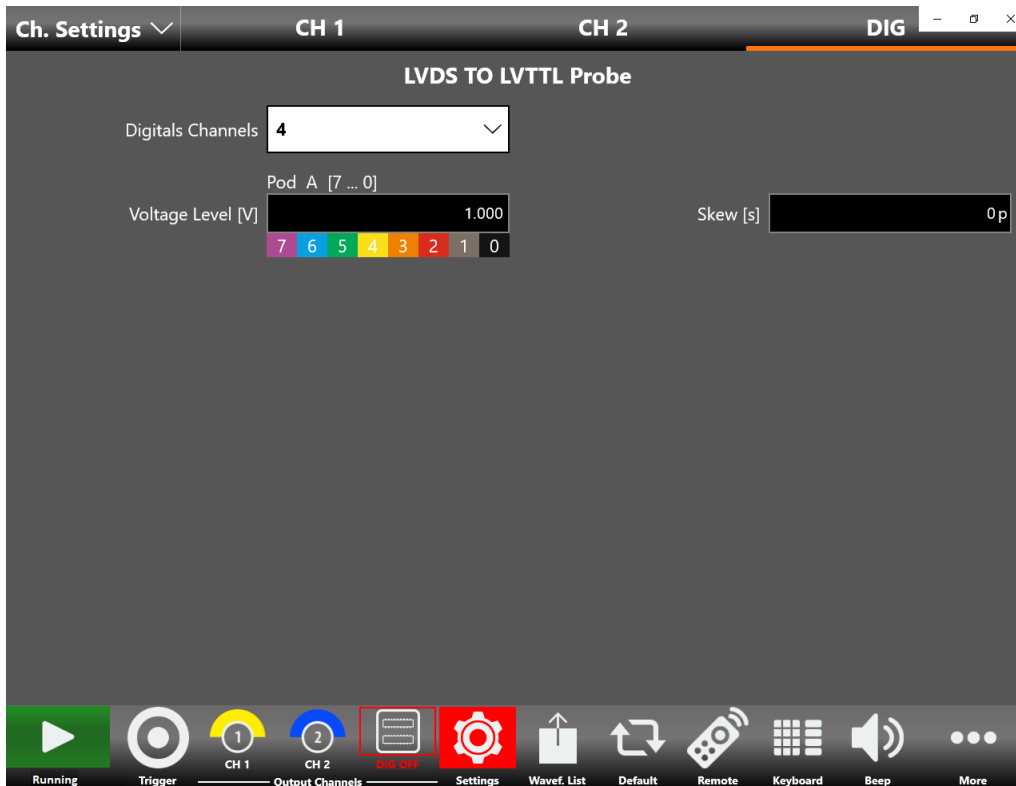 Ch. Settings CH 1 CH 2 DIG
LVDS TO LVTTL Probe
Digitals Channels 4
Pod A [7 ... 0]
Voltage Level [V] 1.000 Skew [s] 0 p
7 6 5 4 3 2 1 0
1 2
CH 1 CH 2 DIG OFF
Running Trigger Output Channels Settings Wavef. List Default Remote Keyboard Beep More